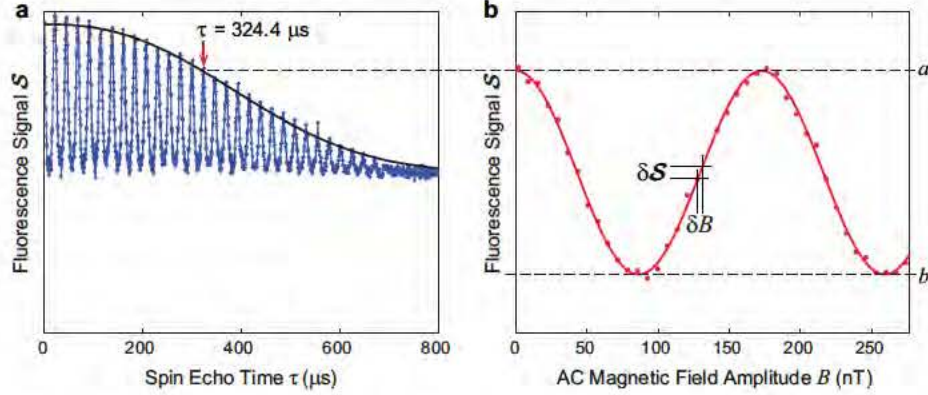 a
τ = 324.4 μs
Fluorescence Signal S
0
200
400
600
800
Spin Echo Time τ (μs)
b
a
δS
δB
b
Fluorescence Signal S
0
50
100
150
200
250
AC Magnetic Field Amplitude B (nT)